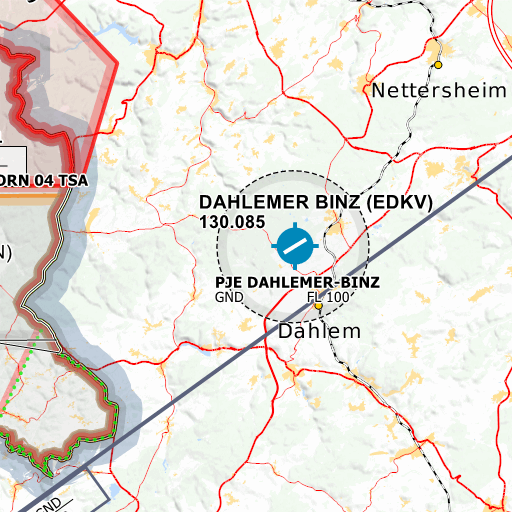 Nettersheim
ORN 04 TSA
DAHLEMER BINZ (EDKV)
130.085
N)
PJE DAHLEMER-BINZ
GND FL 100
Dahlem
GND